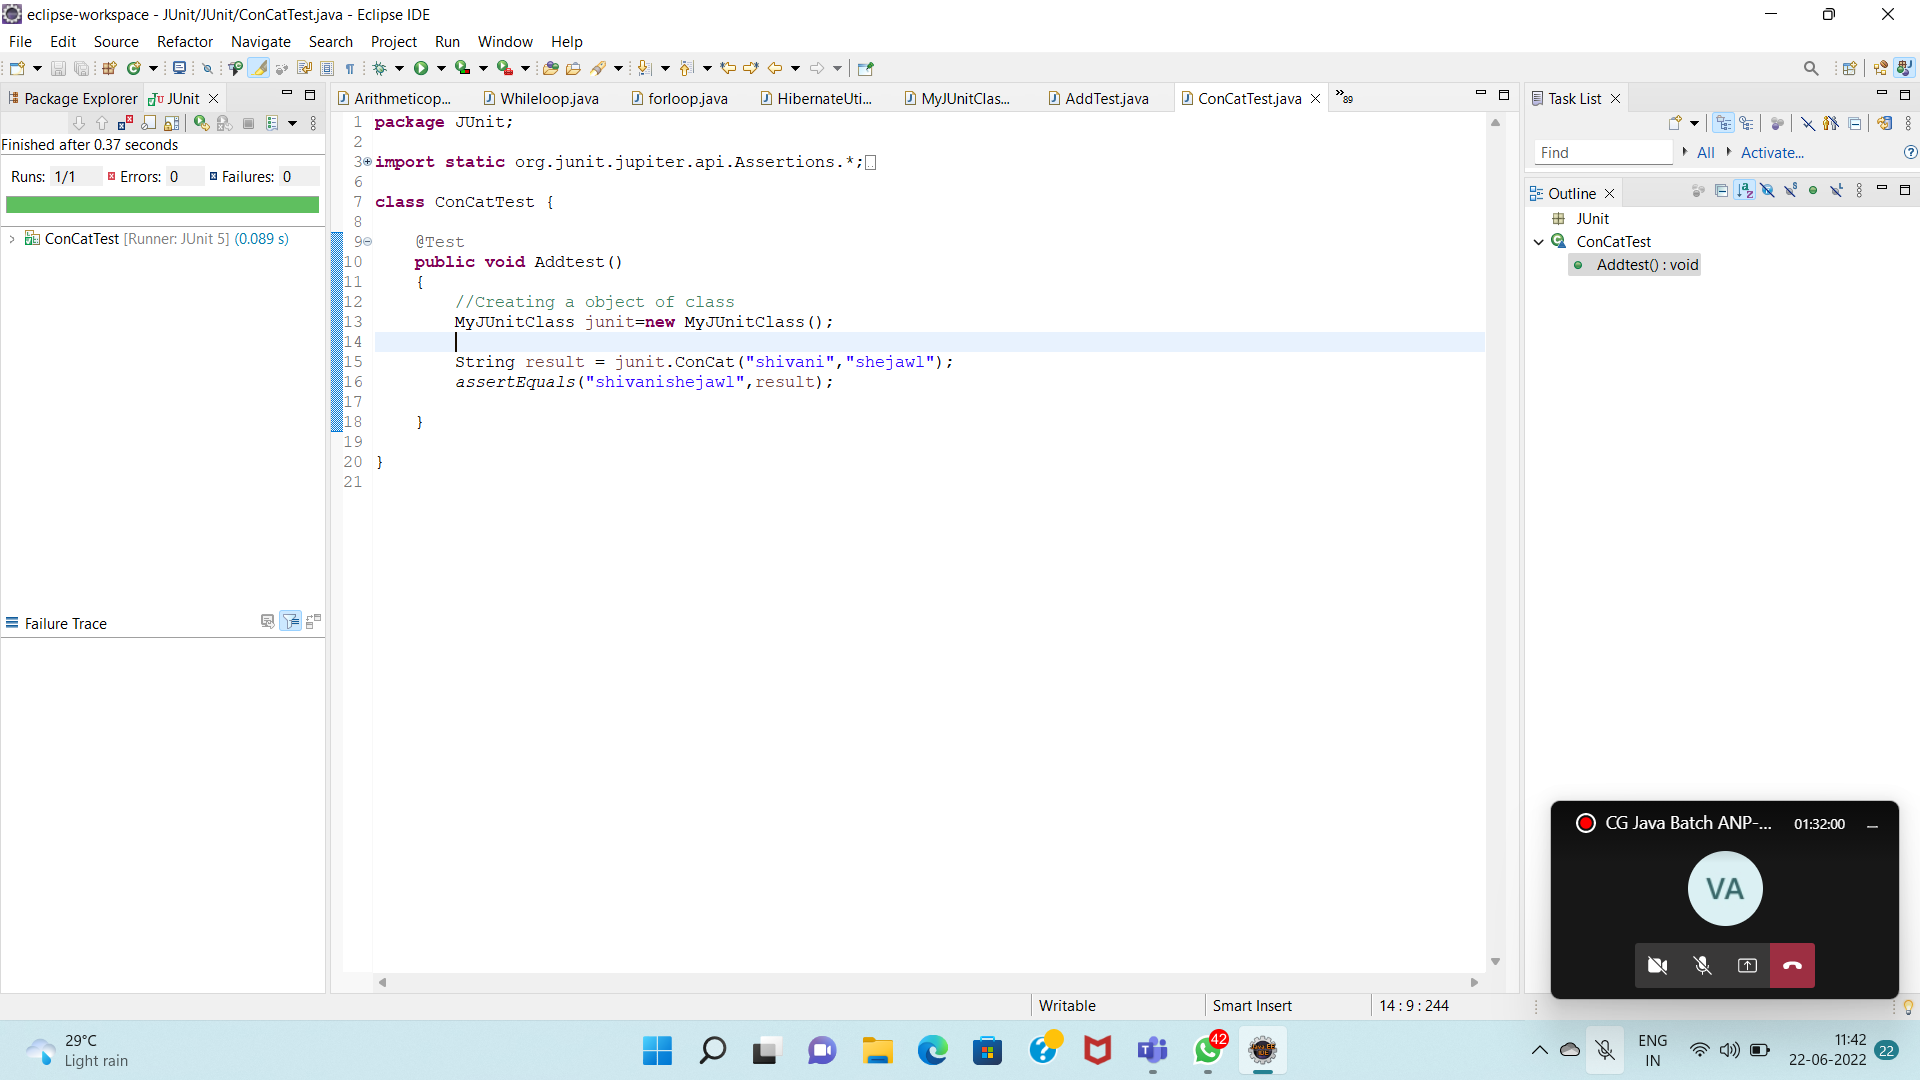 eclipse-workspace - JUnit/JUnit/ConCatTest.java - Eclipse IDE
File Edit Source Refactor Navigate Search Project Run Window Help
Package Explorer JUnit
Arithmeticop... Whileloop.java forloop.java HibernateUti... MyJUnitClas... AddTest.java ConCatTest.java 89
Finished after 0.37 seconds
Runs: 1/1 Errors: 0 Failures: 0
ConCatTest [Runner: JUnit 5] (0.089 s)
Failure Trace
1 package JUnit;
2
3 import static org.junit.jupiter.api.Assertions.*;
6
7 class ConCatTest {
8
9 @Test
10 public void Addtest()
11 {
12 //Creating a object of class
13 MyJUnitClass junit=new MyJUnitClass();
14
15 String result = junit.ConCat("shivani","shejawl");
16 assertEquals("shivanishejawl",result);
17
18 }
19
20 }
21
Task List
Find All Activate...
Outline
JUnit
ConCatTest
Addtest() : void
CG Java Batch ANP-... 01:32:00
VA
Writable Smart Insert 14 : 9 : 244
29°C
Light rain
42
ENG
IN
11:42
22-06-2022
22